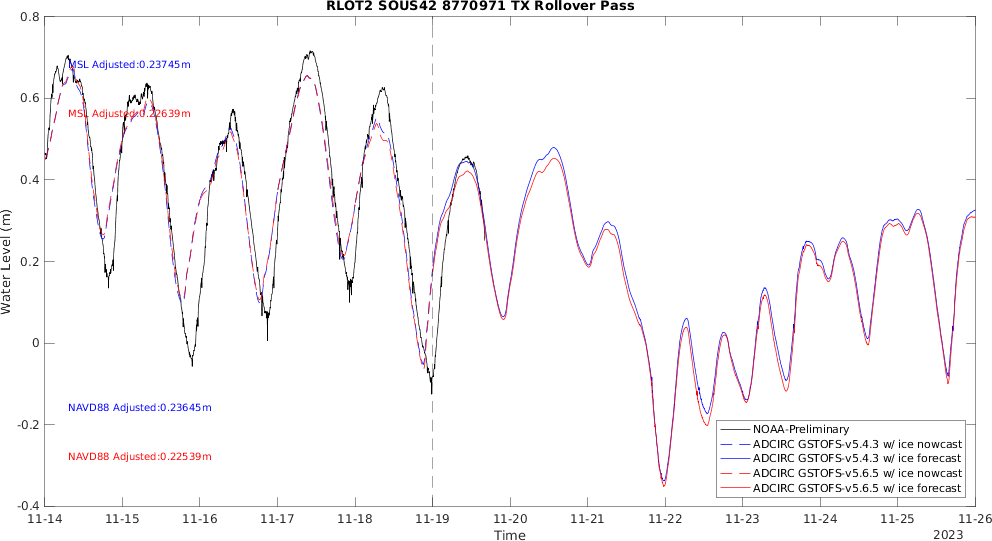 RLOT2 SOUS42 8770971 TX Rollover Pass
Water Level (m)
0.8
0.6
0.4
0.2
0
-0.2
-0.4
MSL Adjusted:0.23745m
MSL Adjusted:0.22639m
NAVD88 Adjusted:0.23645m
NAVD88 Adjusted:0.22539m
NOAA-Preliminary
ADCIRC GSTOFS-v5.4.3 w/ ice nowcast
ADCIRC GSTOFS-v5.4.3 w/ ice forecast
ADCIRC GSTOFS-v5.6.5 w/ ice nowcast
ADCIRC GSTOFS-v5.6.5 w/ ice forecast
11-14 11-15 11-16 11-17 11-18 11-19 11-20 11-21 11-22 11-23 11-24 11-25 11-26
Time
2023